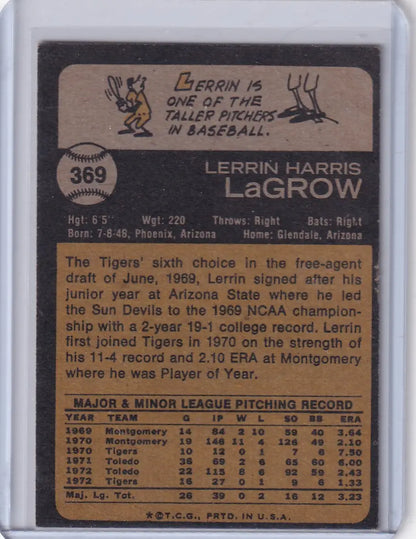 LERRIN IS
ONE OF THE
TALLER PITCHERS
IN BASEBALL.
369
LERRIN HARRIS
LaGROW
Hgt: 6'5" Wgt: 220 Throws: Right Bats: Right
Born: 7-8-48, Phoenix, Arizona Home: Glendale, Arizona
The Tigers' sixth choice in the free-agent
draft of June, 1969, Lerrin signed after his
junior year at Arizona State where he led
the Sun Devils to the 1969 NCAA champion-
ship with a 2-year 19-1 college record. Lerrin
first joined Tigers in 1970 on the strength of
his 11-4 record and 2.10 ERA at Montgomery
where he was Player of Year.
MAJOR & MINOR LEAGUE PITCHING RECORD
YEAR TEAM G IP W L SO BB ERA
1969 Montgomery 14 84 2 10 59 40 3.64
1970 Montgomery 19 148 11 4 126 49 2.10
1970 Tigers 10 12 0 1 7 6 7.50
1971 Toledo 36 69 2 6 65 60 6.00
1972 Toledo 22 115 8 6 92 59 2.43
1972 Tigers 16 27 0 1 9 6 1.33
Maj. Lg. Tot. 26 39 0 2 16 12 3.23
*©T.C.G., PRTD. IN U.S.A.